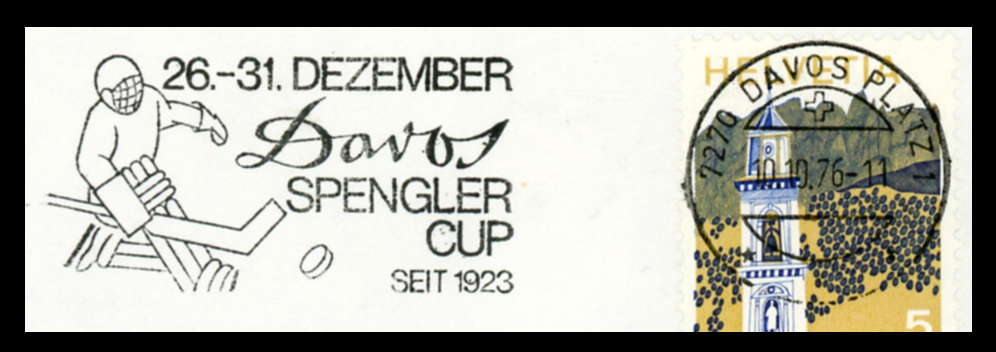 26.-31. DEZEMBER
Davos
SPENGLER
CUP
SEIT 1923
HELVETIA
7270 DAVOS PLATZ 1
10.10.76-11
5